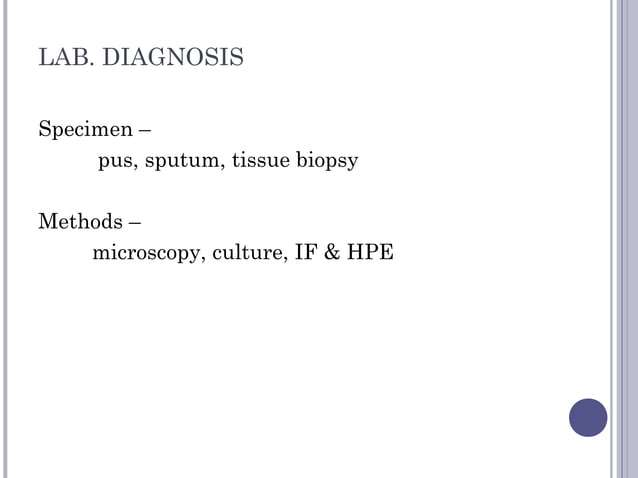 LAB. DIAGNOSIS
Specimen –
pus, sputum, tissue biopsy
Methods –
microscopy, culture, IF & HPE